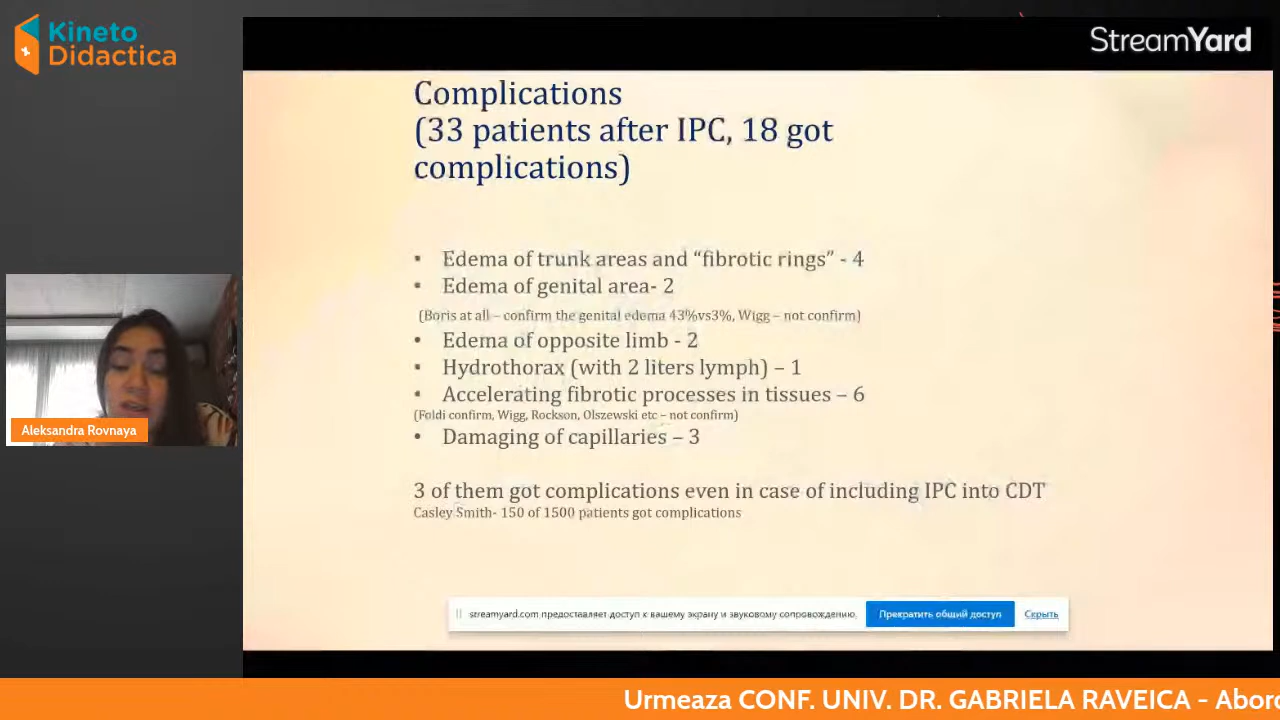 Kineto
Didactica
StreamYard
Complications
(33 patients after IPC, 18 got
complications)
• Edema of trunk areas and “fibrotic rings” - 4
• Edema of genital area- 2
(Boris at all – confirm the genital edema 43%vs3%, Wigg – not confirm)
• Edema of opposite limb - 2
• Hydrothorax (with 2 liters lymph) – 1
• Accelerating fibrotic processes in tissues – 6
(Foldi confirm, Wigg, Rockson, Olszewski etc – not confirm)
• Damaging of capillaries – 3
3 of them got complications even in case of including IPC into CDT
Casley Smith- 150 of 1500 patients got complications
Aleksandra Rovnaya
streamyard.com предоставляет доступ к вашему экрану и звуковому сопровождению.
Прекратить общий доступ
Скрыть
Urmeaza CONF. UNIV. DR. GABRIELA RAVEICA - Abor